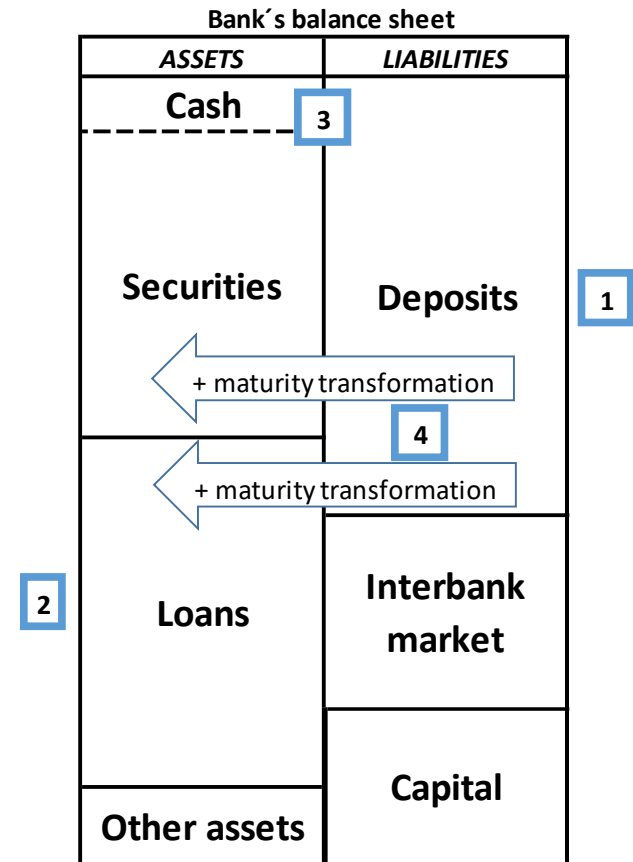 Bank´s balance sheet
ASSETS LIABILITIES
Cash
3
Securities
Deposits
1
+ maturity transformation
4
+ maturity transformation
2
Loans
Interbank
market
Capital
Other assets